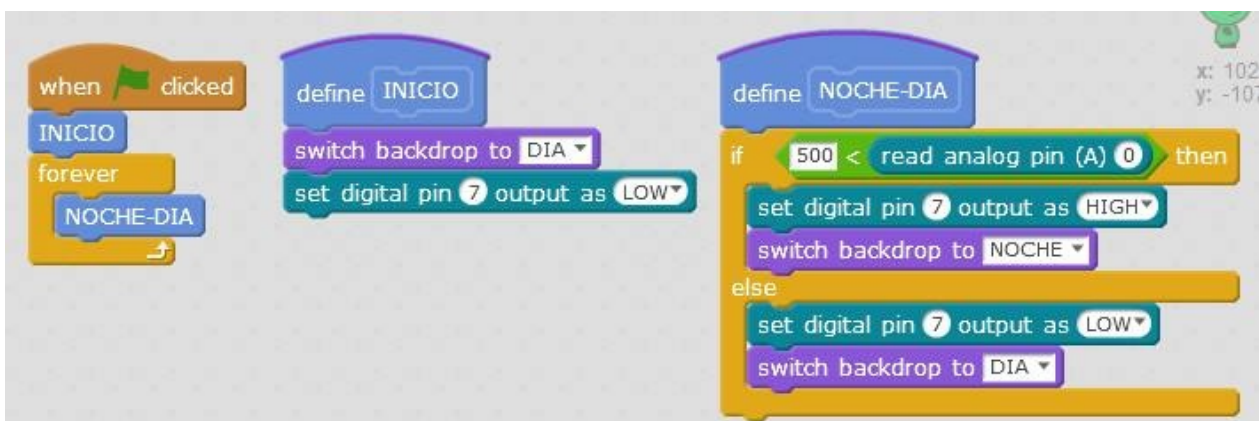 when clicked
INICIO
forever
NOCHE-DIA
define INICIO
switch backdrop to DIA
set digital pin 7 output as LOW
define NOCHE-DIA
if 500 < read analog pin (A) 0 then
set digital pin 7 output as HIGH
switch backdrop to NOCHE
else
set digital pin 7 output as LOW
switch backdrop to DIA
x: 102
y: -107